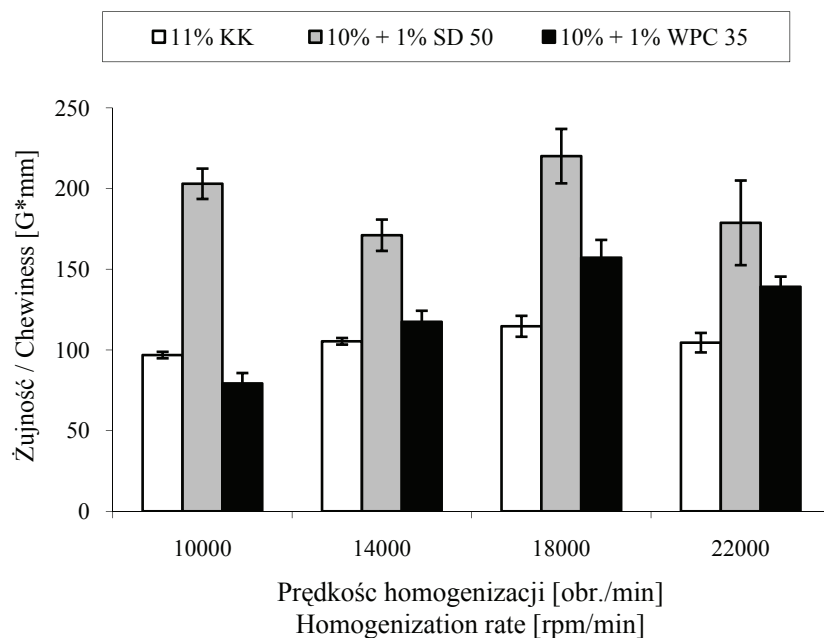 11% KK 10% + 1% SD 50 10% + 1% WPC 35
250
200
150
100
50
0
Żujność / Chewiness [G*mm]
10000 14000 18000 22000
Prędkośc homogenizacji [obr./min]
Homogenization rate [rpm/min]